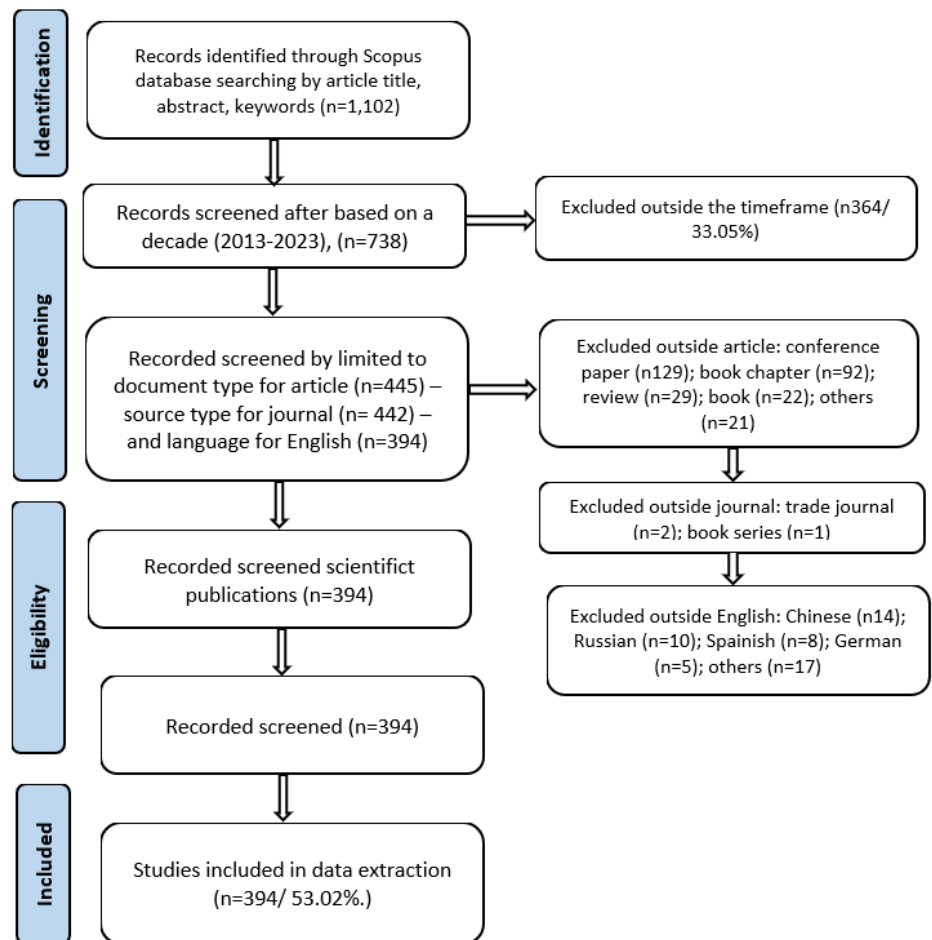 Identification
Records identified through Scopus
database searching by article title,
abstract, keywords (n=1,102)
Screening
Records screened after based on a
decade (2013-2023), (n=738)
Excluded outside the timeframe (n364/
33.05%)
Recorded screened by limited to
document type for article (n=445) –
source type for journal (n= 442) –
and language for English (n=394)
Excluded outside article: conference
paper (n129); book chapter (n=92);
review (n=29); book (n=22); others
(n=21)
Excluded outside journal: trade journal
(n=2); book series (n=1)
Excluded outside English: Chinese (n14);
Russian (n=10); Spainish (n=8); German
(n=5); others (n=17)
Eligibility
Recorded screened scientifict
publications (n=394)
Recorded screened (n=394)
Included
Studies included in data extraction
(n=394/ 53.02%.)